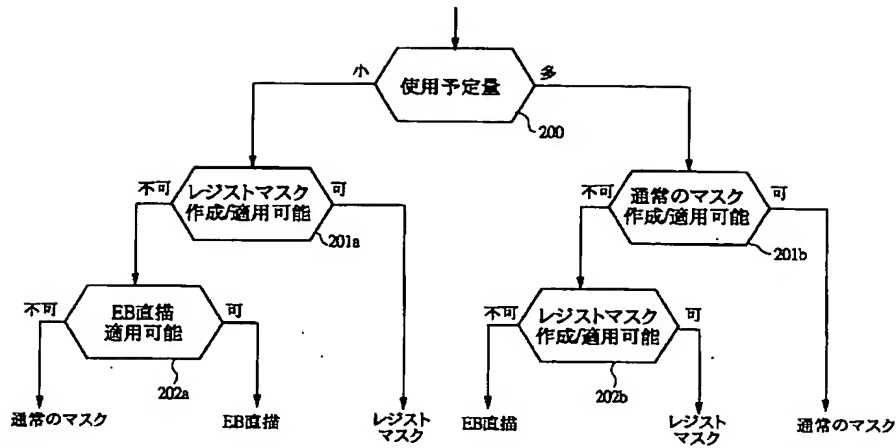 小
使用予定量
多
200
不可
レジストマスク
作成/適用可能
可
201a
不可
通常のマスク
作成/適用可能
可
201b
不可
EB直描
適用可能
可
202a
不可
レジストマスク
作成/適用可能
可
202b
通常のマスク
EB直描
レジスト
マスク
EB直描
レジスト
マスク
通常のマスク